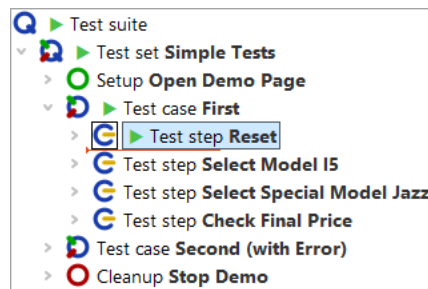 Test suite
Test set Simple Tests
Setup Open Demo Page
Test case First
Test step Reset
Test step Select Model I5
Test step Select Special Model Jazz
Test step Check Final Price
Test case Second (with Error)
Cleanup Stop Demo